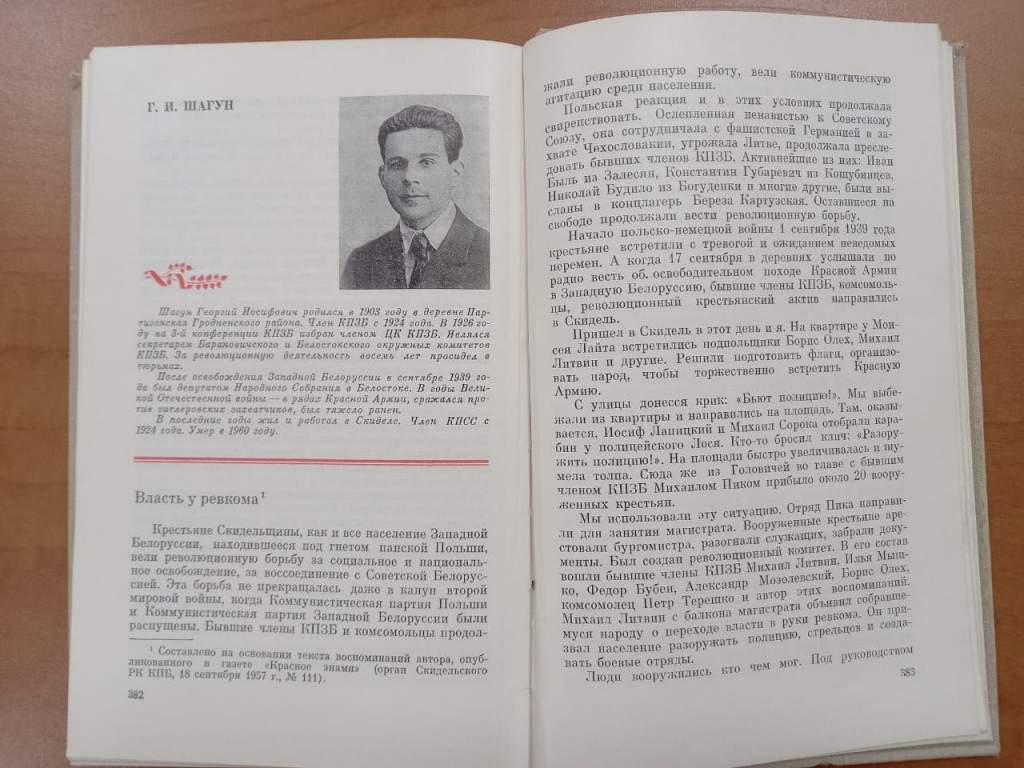 Г. И. ШАГУН
Шагун Георгий Иосифович родился в 1903 году в деревне Пар-
тизанская Гродненского района. Член КПЗБ с 1924 года. В 1926 го-
ду на 3-й конференции КПЗБ избран членом ЦК КПЗБ. Являлся
секретарем Барановичского и Белостокского окружных комитетов
КПЗБ. За революционную деятельность восемь лет просидел в
тюрьмах.
После освобождения Западной Белоруссии в сентябре 1939 го-
да был депутатом Народного Собрания в Белостоке. В годы Вели-
кой Отечественной войны — в рядах Красной Армии, сражался про-
тив гитлеровских захватчиков, был тяжело ранен.
В последние годы жил и работал в Скиделе. Член КПСС с
1924 года. Умер в 1960 году.
Власть у ревкома ¹
Крестьяне Скидельщины, как и все население Западной
Белоруссии, находившееся под гнетом панской Польши,
вели революционную борьбу за социальное и националь-
ное освобождение, за воссоединение с Советской Белорус-
сией. Эта борьба не прекращалась даже в канун второй
мировой войны, когда Коммунистическая партия Польши
и Коммунистическая партия Западной Белоруссии были
распущены. Бывшие члены КПЗБ и комсомольцы продол-
¹ Составлено на основании текста воспоминаний автора, опуб-
ликованного в газете «Красное знамя» (орган Скидельского
РК КПБ, 18 сентября 1957 г., № 111).
382
жали революционную работу, вели коммунистическую
агитацию среди населения.
Польская реакция и в этих условиях продолжала
свирепствовать. Ослепленная ненавистью к Советскому
Союзу, она сотрудничала с фашистской Германией в за-
хвате Чехословакии, угрожала Литве, продолжала пресле-
довать бывших членов КПЗБ. Активнейшие из них: Иван
Быль из Залесян, Константин Губаревич из Кощубинцев,
Николай Будило из Богуденки и многие другие, были вы-
сланы в концлагерь Береза Картузская. Оставшиеся на
свободе продолжали вести революционную борьбу.
Начало польско-немецкой войны 1 сентября 1939 года
крестьяне встретили с тревогой и ожиданием неведомых
перемен. А когда 17 сентября в деревнях услышали по
радио весть об освободительном походе Красной Армии
в Западную Белоруссию, бывшие члены КПЗБ, комсомоль-
цы, революционный крестьянский актив направились
в Скидель.
Пришел в Скидель в этот день и я. На квартире у Мои-
сея Лайта встретились подпольщики Борис Олех, Михаил
Литвин и другие. Решили подготовить флаги, организо-
вать народ, чтобы торжественно встретить Красную
Армию.
С улицы донесся крик: «Бьют полицию!». Мы выбе-
жали из квартиры и направились на площадь. Там, оказы-
вается, Иосиф Лапицкий и Михаил Сорока отобрали кара-
бин у полицейского Лося. Кто-то бросил клич: «Разору-
жить полицию!». На площади быстро увеличивалась и шу-
мела толпа. Сюда же из Головичей во главе с бывшим
членом КПЗБ Михаилом Пиком прибыло около 20 воору-
женных крестьян.
Мы использовали эту ситуацию. Отряд Пика направи-
ли для занятия магистрата. Вооруженные крестьяне аре-
стовали бургомистра, разогнали служащих, забрали доку-
менты. Был создан революционный комитет. В его состав
вошли бывшие члены КПЗБ Михаил Литвин, Илья Мыш-
ко, Федор Бубен, Александр Мозолевский, Борис Олех,
комсомолец Петр Терешко и автор этих воспоминаний.
Михаил Литвин с балкона магистрата объявил собравше-
муся народу о переходе власти в руки ревкома. Он при-
звал население разоружать полицию, стрельцов и созда-
вать боевые отряды.
Люди вооружились кто чем мог. Под руководством
383